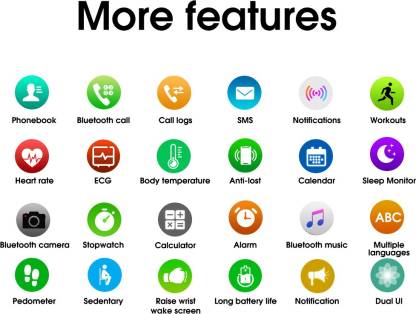 More features
Phonebook Bluetooth call Call logs SMS Notifications Workouts
Heart rate ECG Body temperature Anti-lost Calendar Sleep Monitor
ABC
Bluetooth camera Stopwatch Calculator Alarm Bluetooth music Multiple
languages
Pedometer Sedentary Raise wrist Long battery life Notification Dual UI
wake screen